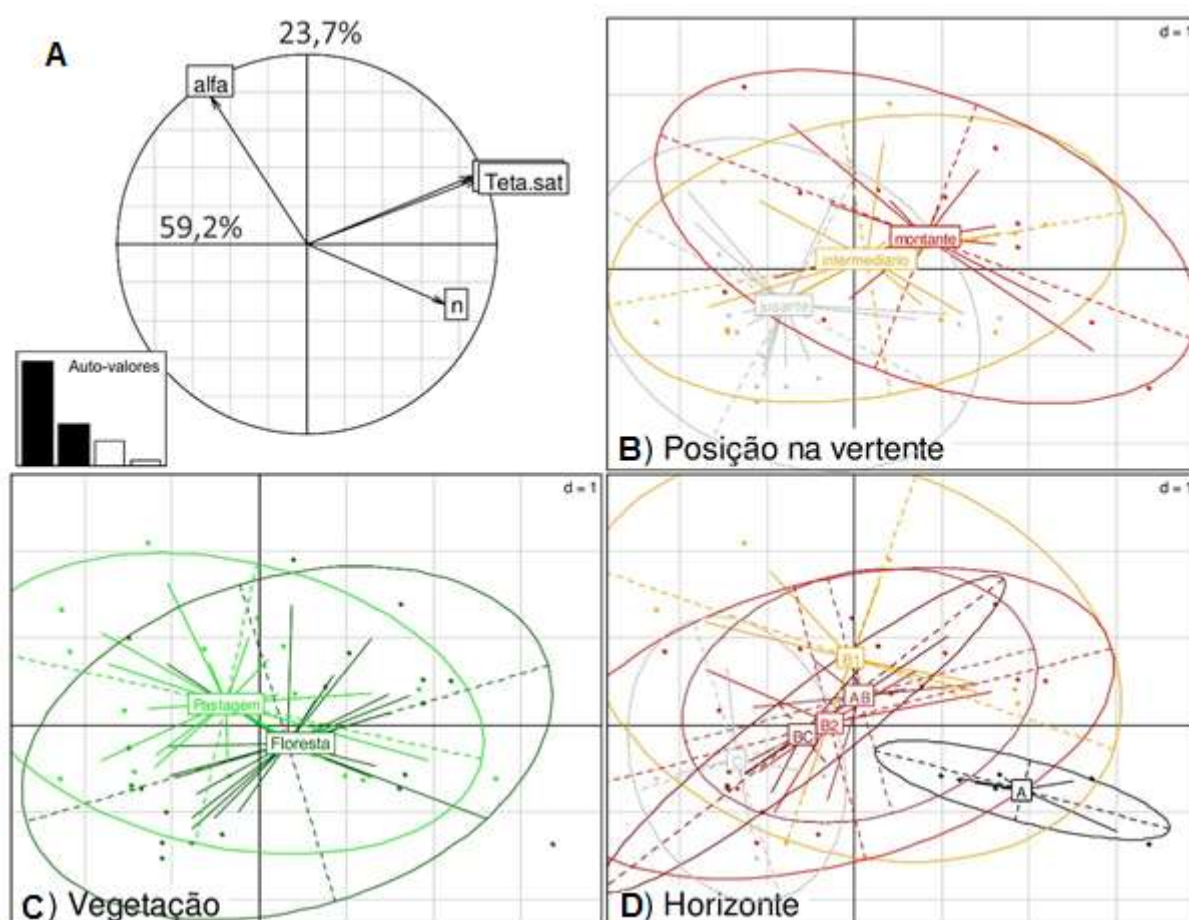 A
23,7%
alfa
59,2%
Teta.sat
n
Auto-valores
d = 1
montante
intermediario
jusante
B) Posição na vertente
d = 1
Pastagem
Floresta
C) Vegetação
d = 1
B1
AB
B2
BC
C
A
D) Horizonte